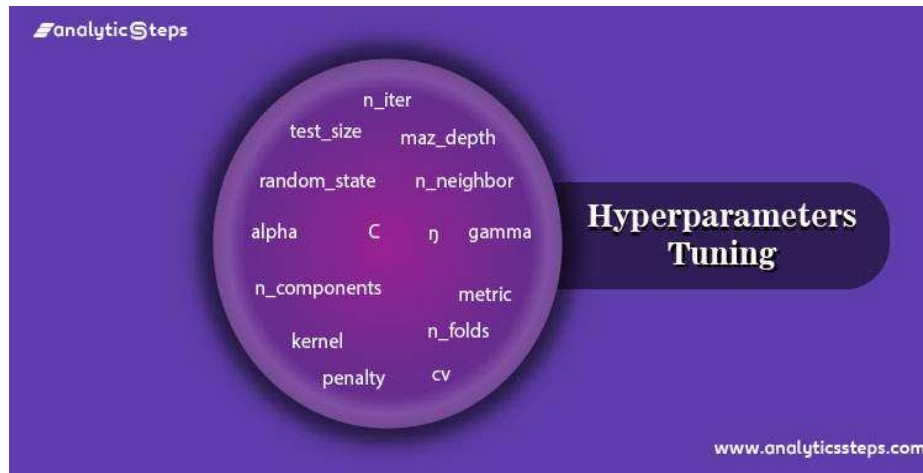 analyticSteps
n_iter
test_size maz_depth
random_state n_neighbor
alpha C ŋ gamma
n_components metric
kernel n_folds
penalty cv
Hyperparameters
Tuning
www.analyticssteps.com